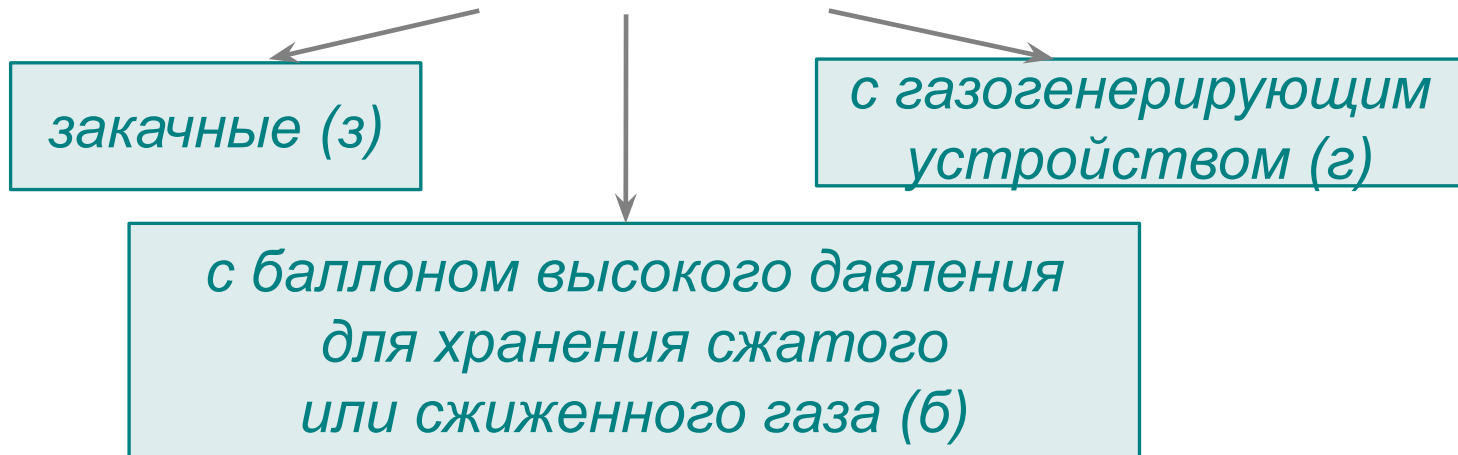 закачные (з)
с газогенерирующим
устройством (г)
с баллоном высокого давления
для хранения сжатого
или сжиженного газа (б)